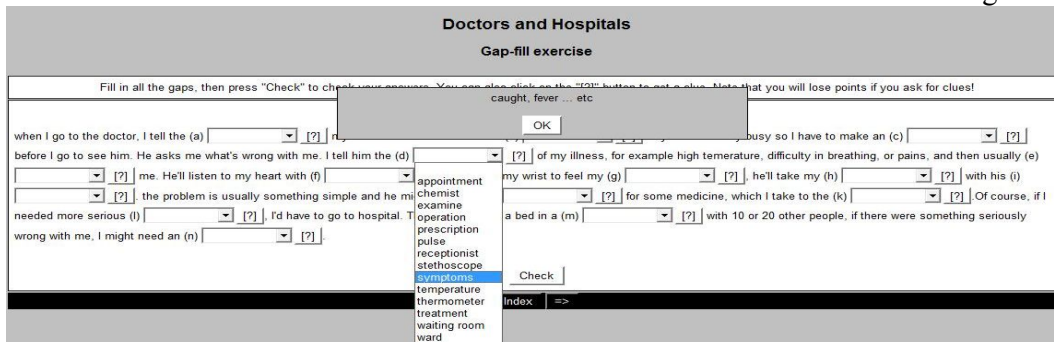 Doctors and Hospitals
Gap-fill exercise
Fill in all the gaps, then press "Check" to check your answers. You can also click on the "[?]" button to get a clue. Note that you will lose points if you ask for clues!
caught, fever ... etc
OK
when I go to the doctor, I tell the (a) [?] [?] busy so I have to make an (c) [?]
before I go to see him. He asks me what's wrong with me. I tell him the (d) [?] of my illness, for example high temerature, difficulty in breathing, or pains, and then usually (e)
[?] me. He'll listen to my heart with (f) my wrist to feel my (g) [?] , he'll take my (h) [?] with his (i)
[?] . the problem is usually something simple and he [?] for some medicine, which I take to the (k) [?] .Of course, if I
needed more serious (l) [?] , I'd have to go to hospital. a bed in a (m) [?] with 10 or 20 other people, if there were something seriously
wrong with me, I might need an (n) [?] .
appointment
chemist
examine
operation
prescription
pulse
receptionist
stethoscope
symptoms
temperature
thermometer
treatment
waiting room
ward
Check
Index =>